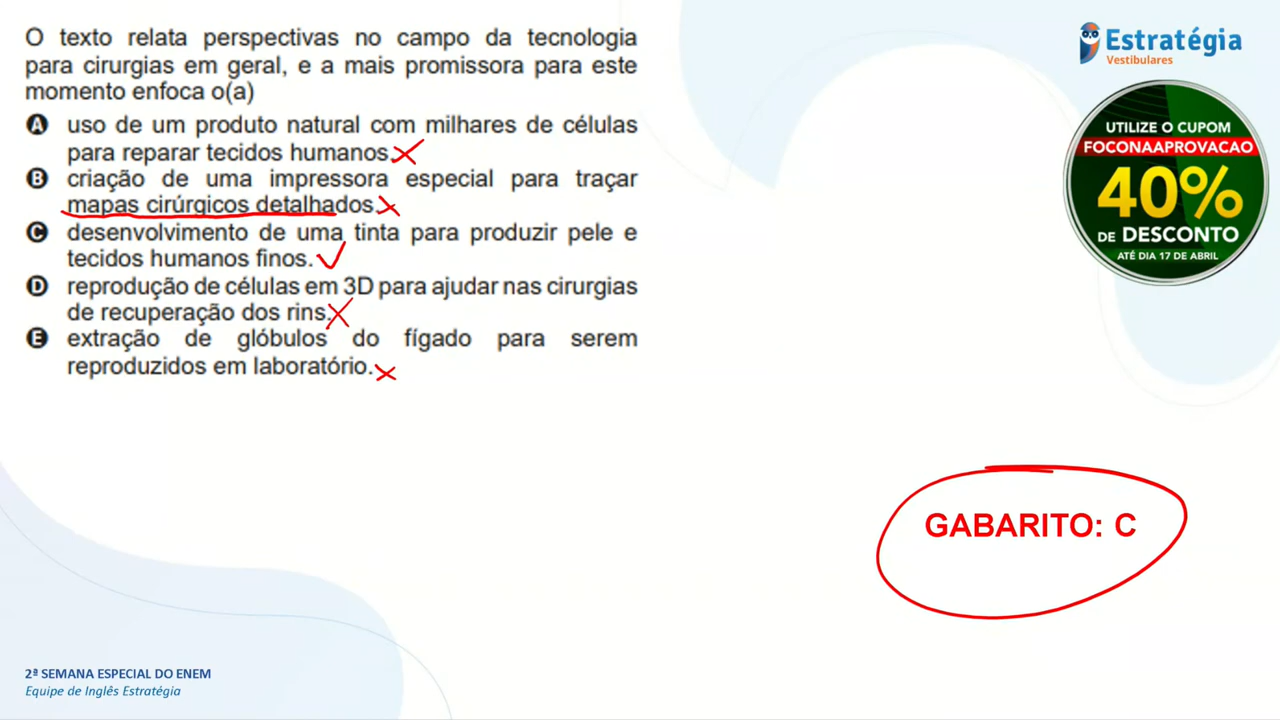 O texto relata perspectivas no campo da tecnologia
para cirurgias em geral, e a mais promissora para este
momento enfoca o(a)
A uso de um produto natural com milhares de células
para reparar tecidos humanos.
B criação de uma impressora especial para traçar
mapas cirúrgicos detalhados.
C desenvolvimento de uma tinta para produzir pele e
tecidos humanos finos.
D reprodução de células em 3D para ajudar nas cirurgias
de recuperação dos rins.
E extração de glóbulos do fígado para serem
reproduzidos em laboratório.
Estratégia
Vestibulares
UTILIZE O CUPOM
FOCONAAPROVACAO
40%
DE DESCONTO
ATÉ DIA 17 DE ABRIL
GABARITO: C
2ª SEMANA ESPECIAL DO ENEM
Equipe de Inglês Estratégia